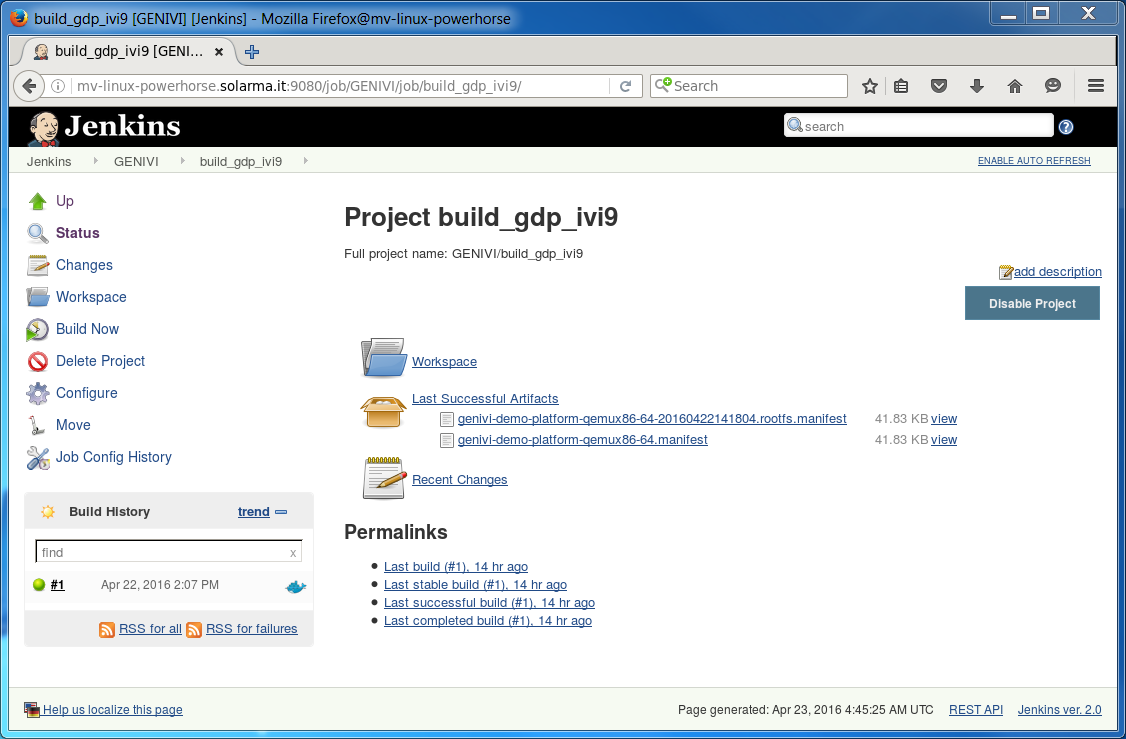 build_gdp_ivi9 [GENIVI] [Jenkins] - Mozilla Firefox@mv-linux-powerhorse
build_gdp_ivi9 [GENI...
mv-linux-powerhorse.solarma.it:9080/job/GENIVI/job/build_gdp_ivi9/
Search
Jenkins
search
Jenkins GENIVI build_gdp_ivi9
ENABLE AUTO REFRESH
Up
Status
Changes
Workspace
Build Now
Delete Project
Configure
Move
Job Config History
Build History trend
find x
#1 Apr 22, 2016 2:07 PM
RSS for all RSS for failures
Project build_gdp_ivi9
Full project name: GENIVI/build_gdp_ivi9
add description
Disable Project
Workspace
Last Successful Artifacts
genivi-demo-platform-qemux86-64-20160422141804.rootfs.manifest 41.83 KB view
genivi-demo-platform-qemux86-64.manifest 41.83 KB view
Recent Changes
Permalinks
Last build (#1), 14 hr ago
Last stable build (#1), 14 hr ago
Last successful build (#1), 14 hr ago
Last completed build (#1), 14 hr ago
Help us localize this page
Page generated: Apr 23, 2016 4:45:25 AM UTC REST API Jenkins ver. 2.0